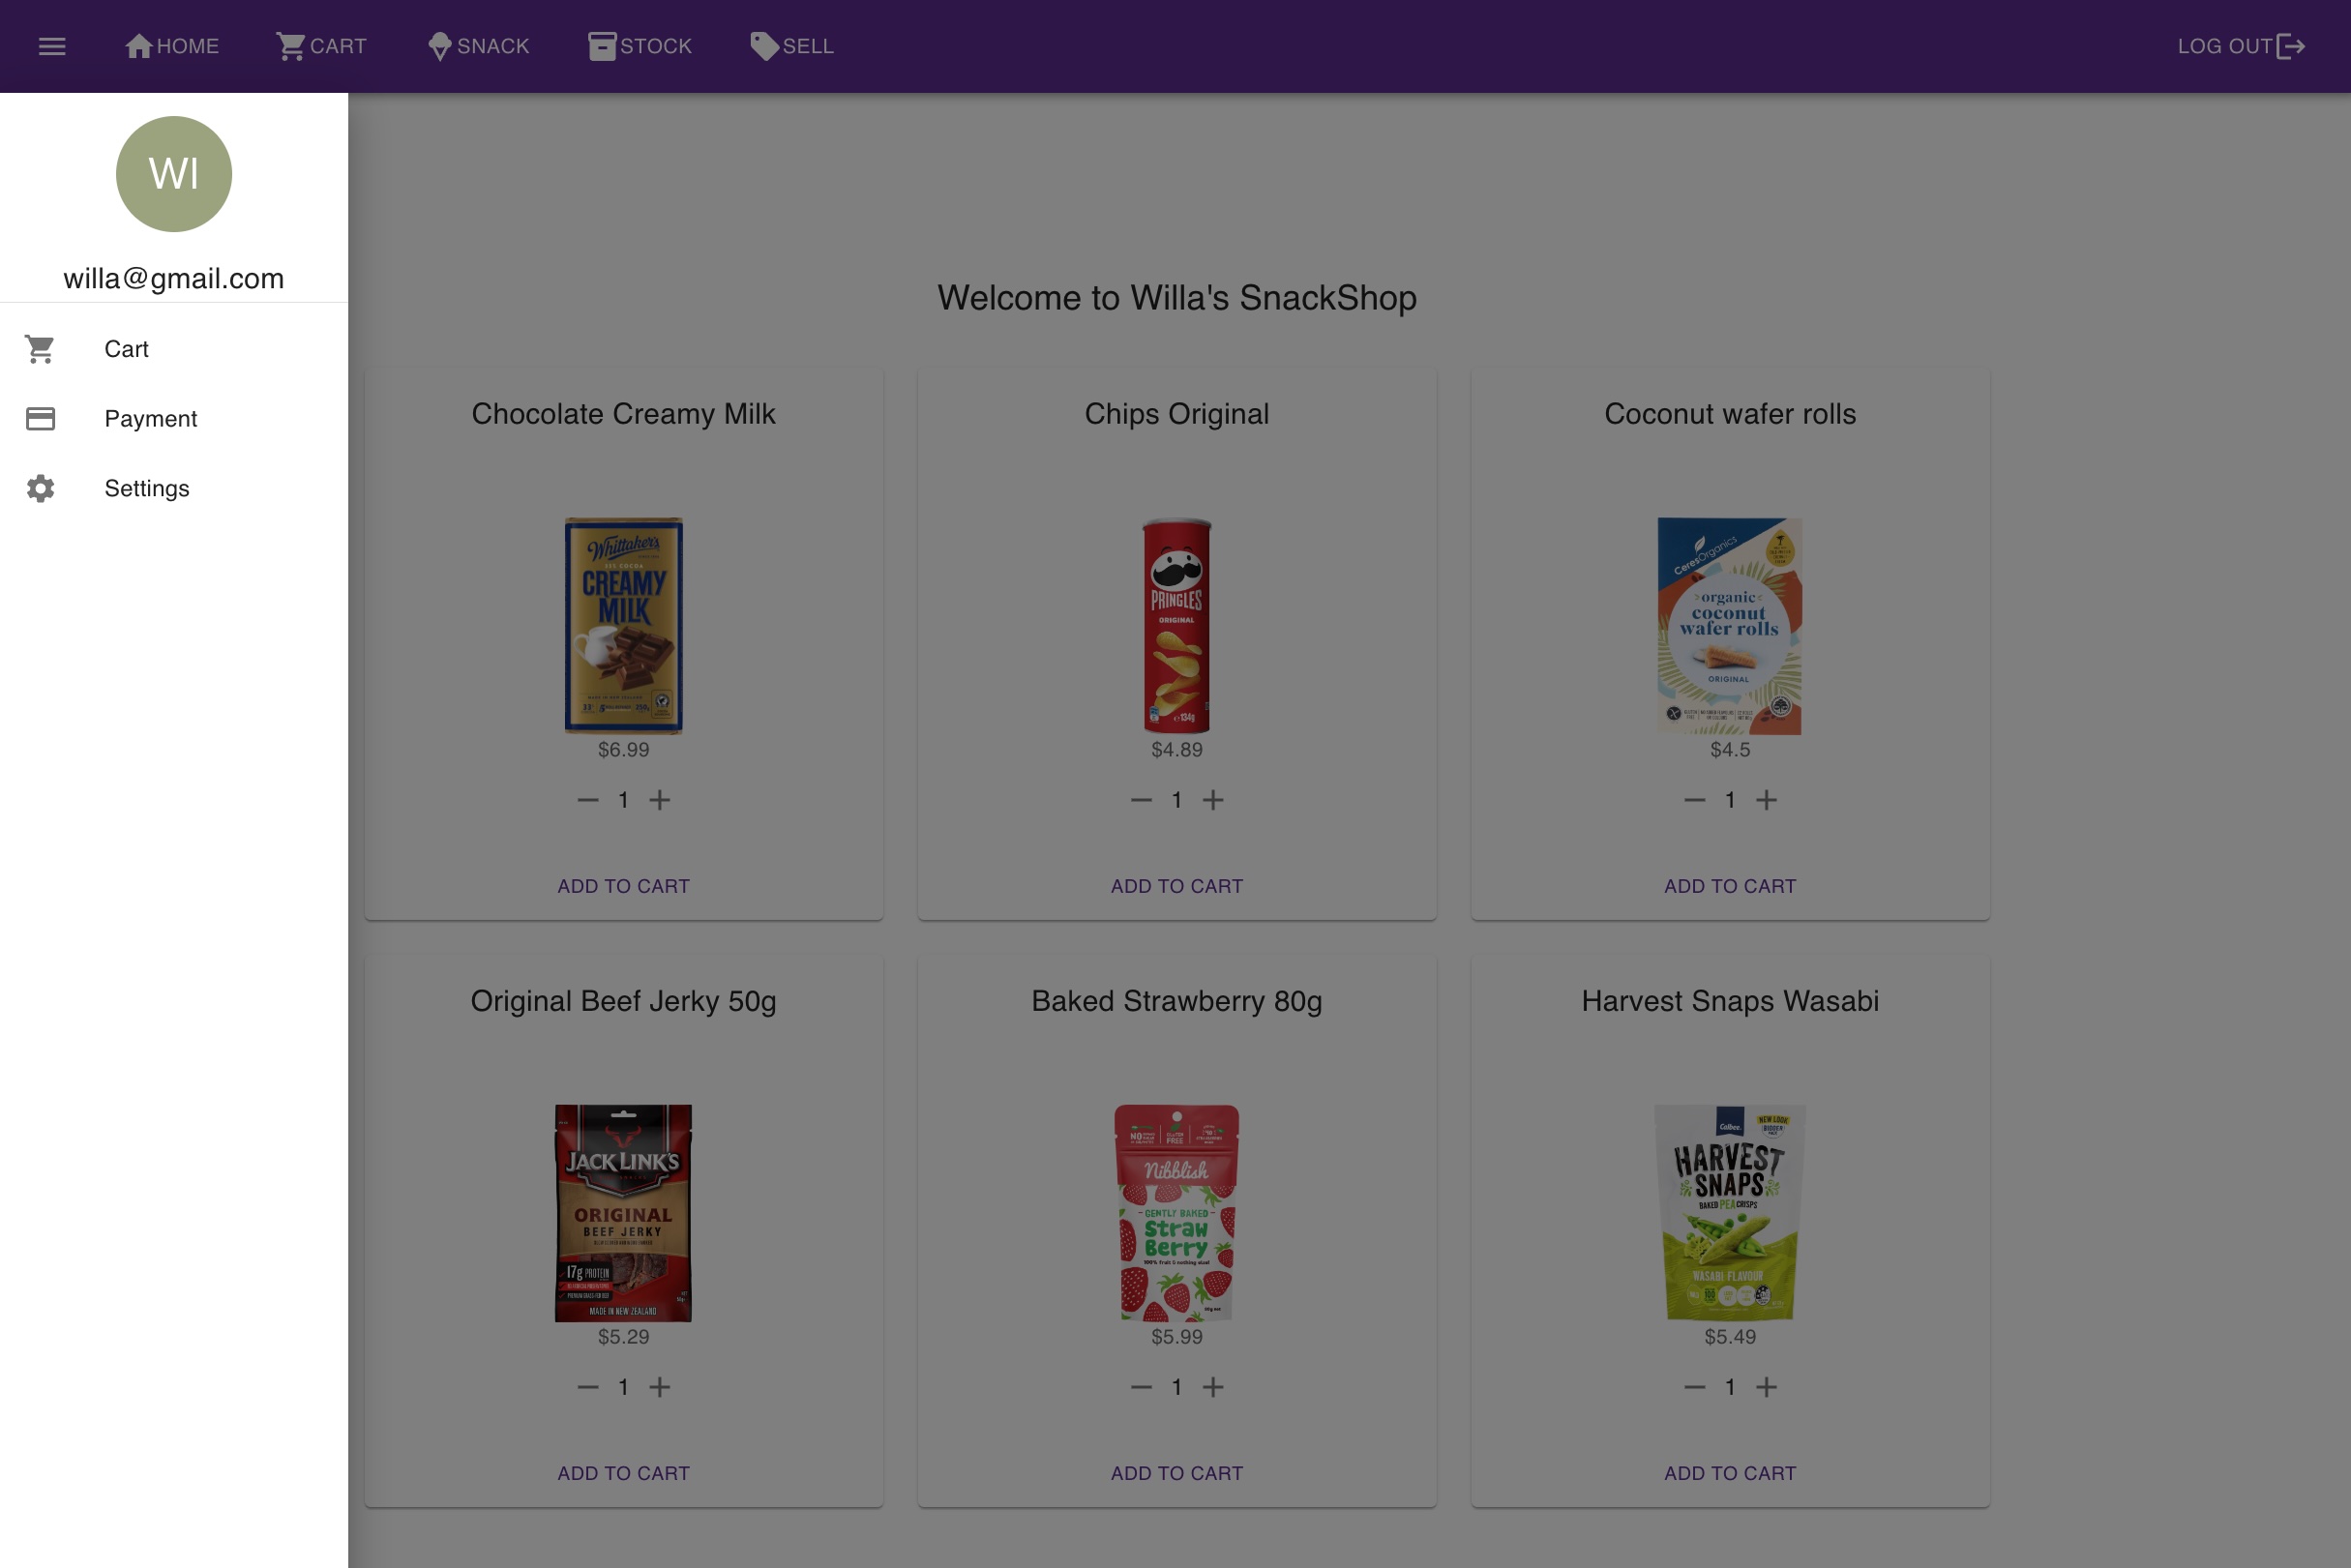 HOME CART SNACK STOCK SELL LOG OUT
WI
willa@gmail.com
Cart
Payment
Settings
Welcome to Willa's SnackShop
Chocolate Creamy Milk
Whittaker's
CREAMY
MILK
$6.99
1
ADD TO CART
Chips Original
PRINGLES
ORIGINAL
134g
$4.89
1
ADD TO CART
Coconut wafer rolls
CeresOrganics
organic
coconut
wafer rolls
ORIGINAL
$4.5
1
ADD TO CART
Original Beef Jerky 50g
JACK LINK'S
ORIGINAL
BEEF JERKY
17g PROTEIN
MADE IN NEW ZEALAND
$5.29
1
ADD TO CART
Baked Strawberry 80g
Nibblish
GENTLY BAKED
Straw
Berry
$5.99
1
ADD TO CART
Harvest Snaps Wasabi
Calbee
NEW LOOK
HARVEST
SNAPS
BAKED PEA CRISPS
WASABI FLAVOUR
$5.49
1
ADD TO CART